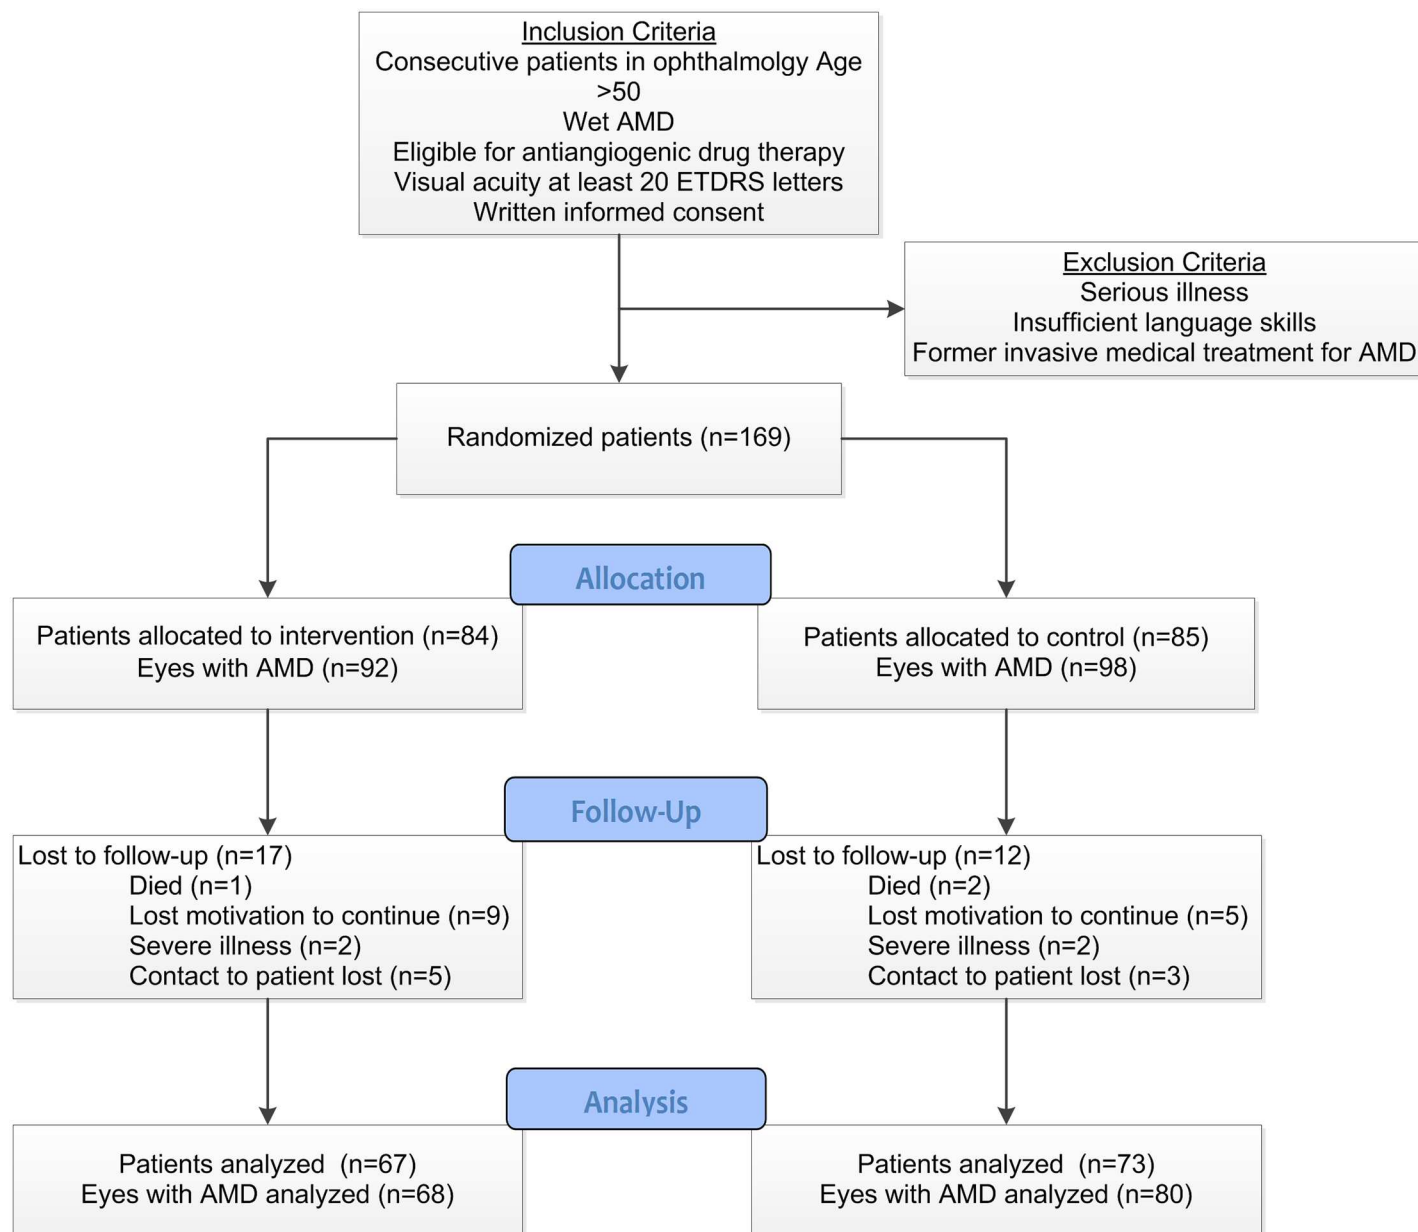 Inclusion Criteria
Consecutive patients in ophthalmolgy Age
>50
Wet AMD
Eligible for antiangiogenic drug therapy
Visual acuity at least 20 ETDRS letters
Written informed consent
Exclusion Criteria
Serious illness
Insufficient language skills
Former invasive medical treatment for AMD
Randomized patients (n=169)
Allocation
Patients allocated to intervention (n=84)
Eyes with AMD (n=92)
Patients allocated to control (n=85)
Eyes with AMD (n=98)
Follow-Up
Lost to follow-up (n=17)
Died (n=1)
Lost motivation to continue (n=9)
Severe illness (n=2)
Contact to patient lost (n=5)
Lost to follow-up (n=12)
Died (n=2)
Lost motivation to continue (n=5)
Severe illness (n=2)
Contact to patient lost (n=3)
Analysis
Patients analyzed  (n=67)
Eyes with AMD analyzed (n=68)
Patients analyzed  (n=73)
Eyes with AMD analyzed (n=80)